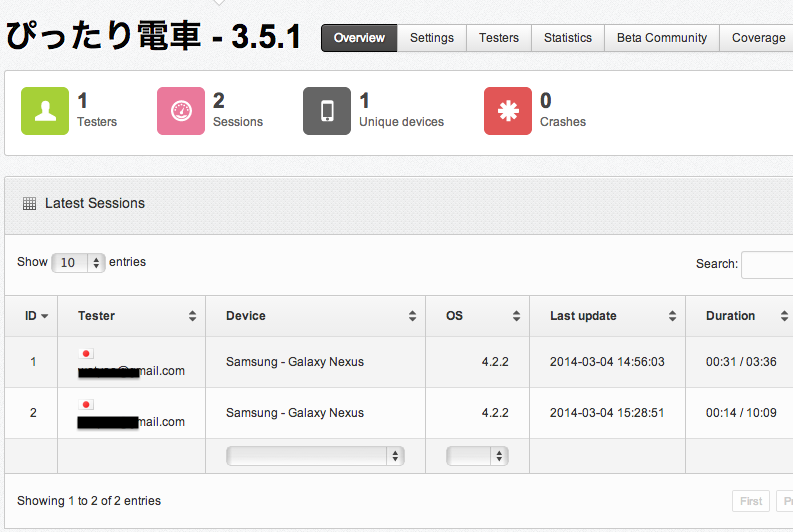 ぴったり電車 - 3.5.1
Overview Settings Testers Statistics Beta Community Coverage
1 2 1 0
Testers Sessions Unique devices Crashes
Latest Sessions
Show 10 entries Search:
ID Tester Device OS Last update Duration
1 mail.com Samsung - Galaxy Nexus 4.2.2 2014-03-04 14:56:03 00:31 / 03:36
2 mail.com Samsung - Galaxy Nexus 4.2.2 2014-03-04 15:28:51 00:14 / 10:09
Showing 1 to 2 of 2 entries First